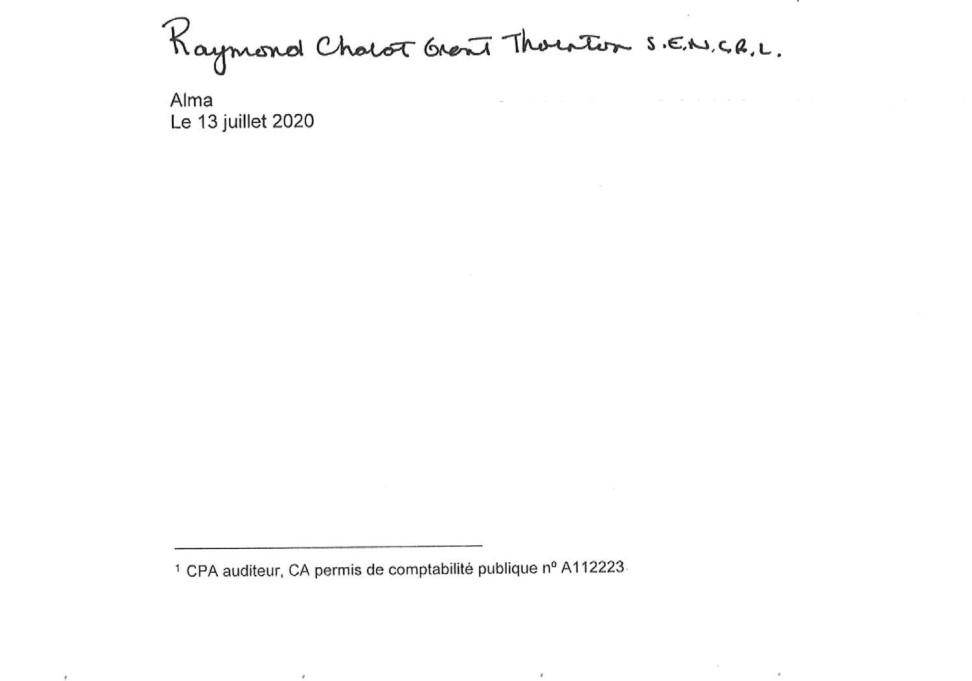 Raymond Chabot Grant Thornton S.E.N.C.R.L.
Alma
Le 13 juillet 2020
¹ CPA auditeur, CA permis de comptabilité publique nº A112223